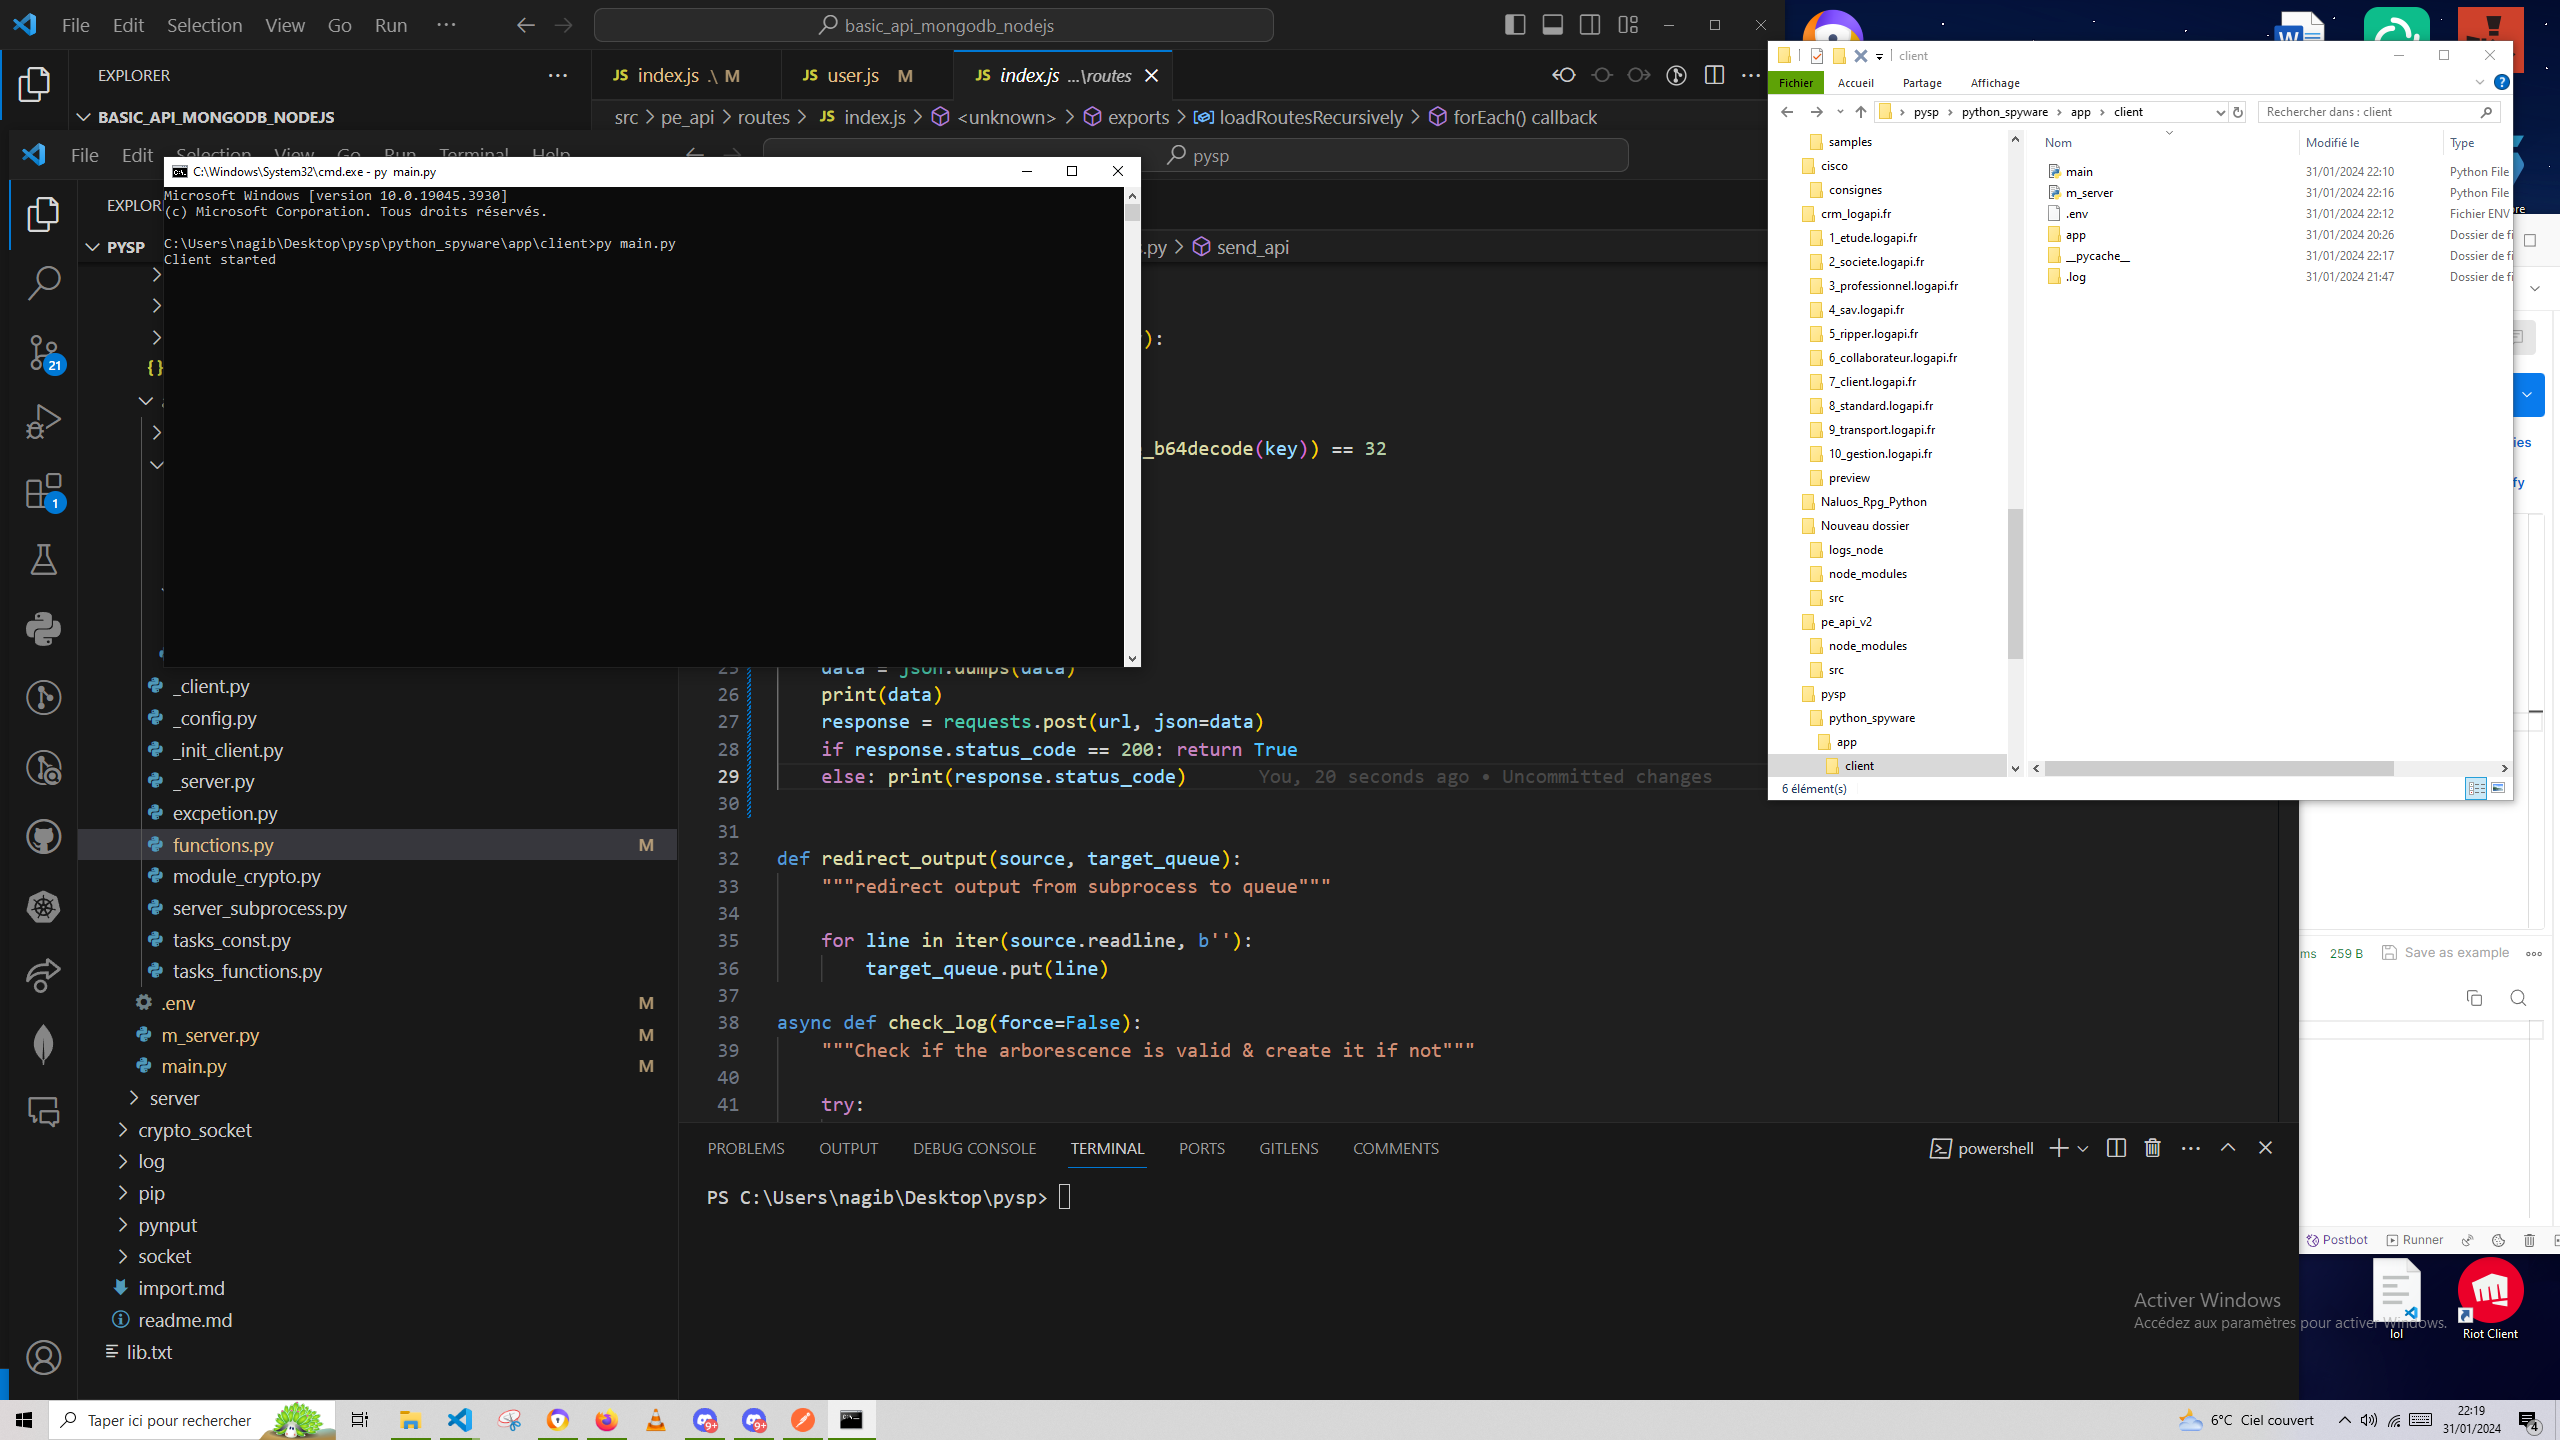 File Edit Selection View Go Run ···
basic_api_mongodb_nodejs
EXPLORER
JS index.js .\ M
JS user.js M
JS index.js ...\routes
BASIC_API_MONGODB_NODEJS
src > pe_api > routes > JS index.js > <unknown> > exports > loadRoutesRecursively > forEach() callback
File Edit Selection View Go Run Terminal Help
pysp
PYSP
C:\Windows\System32\cmd.exe - py main.py
Microsoft Windows [version 10.0.19045.3930]
(c) Microsoft Corporation. Tous droits réservés.
C:\Users\nagib\Desktop\pysp\python_spyware\app\client>py main.py
Client started
.py > send_api
):
_b64decode(key)) == 32
21
1
data = json.dumps(data)
26 print(data)
27 response = requests.post(url, json=data)
28 if response.status_code == 200: return True
29 else: print(response.status_code) You, 20 seconds ago • Uncommitted changes
30
31
32 def redirect_output(source, target_queue):
33 """redirect output from subprocess to queue"""
34
35 for line in iter(source.readline, b''):
36 target_queue.put(line)
37
38 async def check_log(force=False):
39 """Check if the arborescence is valid & create it if not"""
40
41 try:
_client.py
_config.py
_init_client.py
_server.py
excpetion.py
functions.py M
module_crypto.py
server_subprocess.py
tasks_const.py
tasks_functions.py
.env M
m_server.py M
main.py M
server
crypto_socket
log
pip
pynput
socket
import.md
readme.md
lib.txt
PROBLEMS OUTPUT DEBUG CONSOLE TERMINAL PORTS GITLENS COMMENTS
powershell
PS C:\Users\nagib\Desktop\pysp>
client
Fichier Accueil Partage Affichage
pysp > python_spyware > app > client
Rechercher dans : client
samples
cisco
consignes
crm_logapi.fr
1_etude.logapi.fr
2_societe.logapi.fr
3_professionnel.logapi.fr
4_sav.logapi.fr
5_ripper.logapi.fr
6_collaborateur.logapi.fr
7_client.logapi.fr
8_standard.logapi.fr
9_transport.logapi.fr
10_gestion.logapi.fr
preview
Naluos_Rpg_Python
Nouveau dossier
logs_node
node_modules
src
pe_api_v2
node_modules
src
pysp
python_spyware
app
client
Nom Modifié le Type
main 31/01/2024 22:10 Python File
m_server 31/01/2024 22:16 Python File
.env 31/01/2024 22:12 Fichier ENV
app 31/01/2024 20:26 Dossier de fi
__pycache__ 31/01/2024 22:17 Dossier de fi
.log 31/01/2024 21:47 Dossier de fi
6 élément(s)
ms 259 B Save as example
Postbot Runner
Activer Windows
Accédez aux paramètres pour activer Windows.
lol
Riot Client
Taper ici pour rechercher
9+
9+
6°C Ciel couvert
22:19
31/01/2024
4